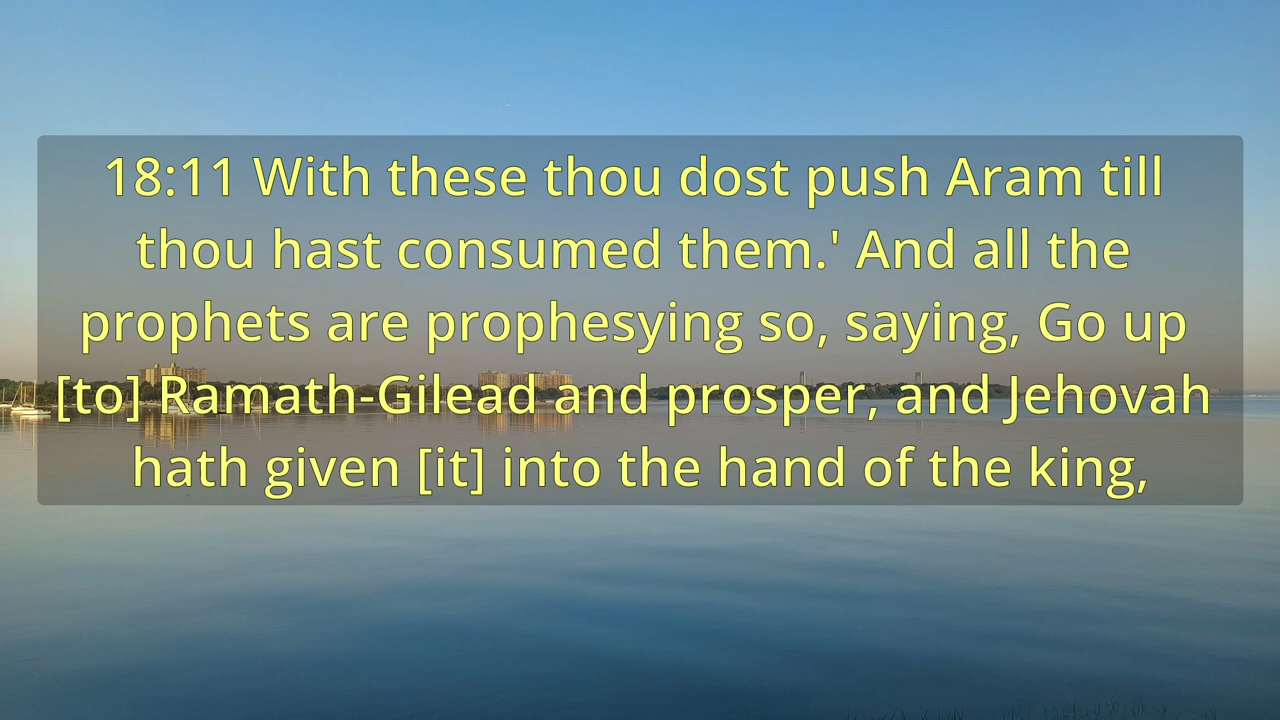 18:11 With these thou dost push Aram till
thou hast consumed them.' And all the
prophets are prophesying so, saying, Go up
[to] Ramath-Gilead and prosper, and Jehovah
hath given [it] into the hand of the king,